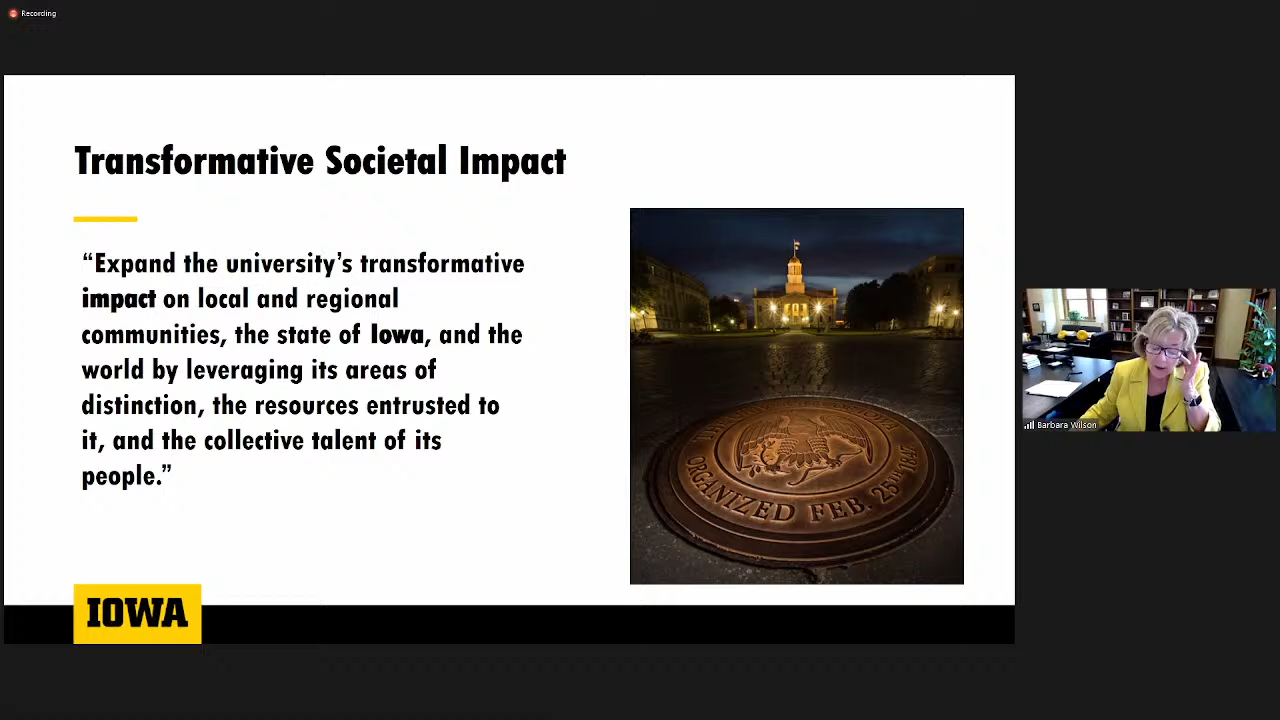 Recording
Transformative Societal Impact
“Expand the university’s transformative
impact on local and regional
communities, the state of Iowa, and the
world by leveraging its areas of
distinction, the resources entrusted to
it, and the collective talent of its
people.”
ORGANIZED FEB. 25TH 1847
IOWA
Barbara Wilson